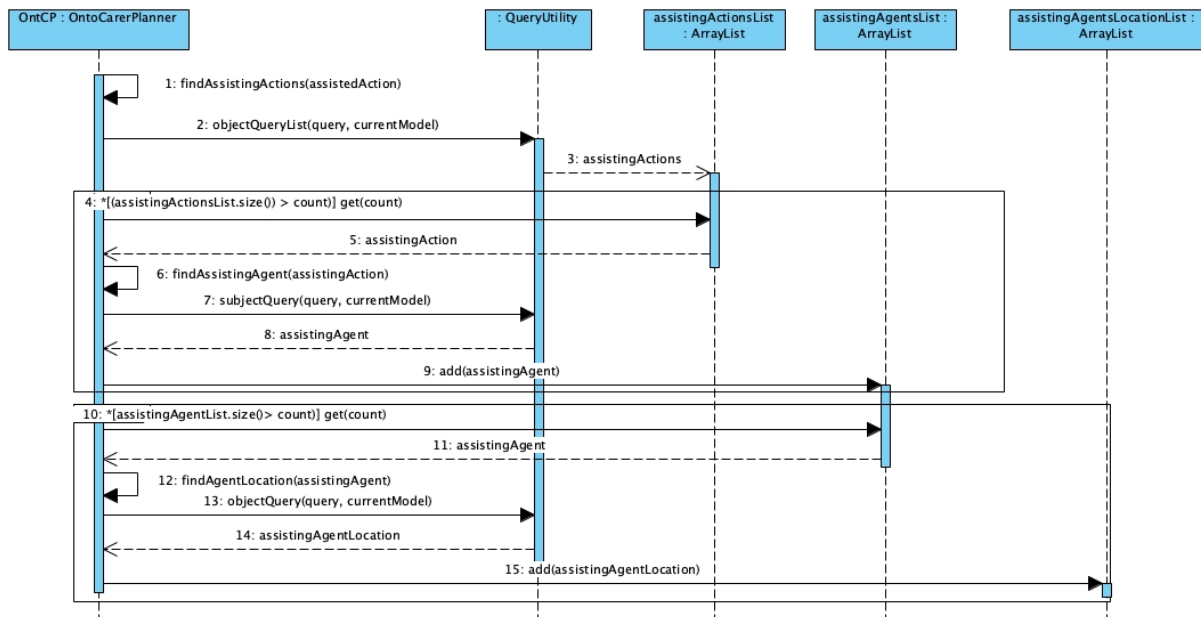 OntCP : OntoCarerPlanner
: QueryUtility
assistingActionsList
: ArrayList
assistingAgentsList :
ArrayList
assistingAgentsLocationList :
ArrayList
1: findAssistingActions(assistedAction)
2: objectQueryList(query, currentModel)
3: assistingActions
4: *[(assistingActionsList.size()) > count)] get(count)
5: assistingAction
6: findAssistingAgent(assistingAction)
7: subjectQuery(query, currentModel)
8: assistingAgent
9: add(assistingAgent)
10: *[assistingAgentList.size()> count)] get(count)
11: assistingAgent
12: findAgentLocation(assistingAgent)
13: objectQuery(query, currentModel)
14: assistingAgentLocation
15: add(assistingAgentLocation)